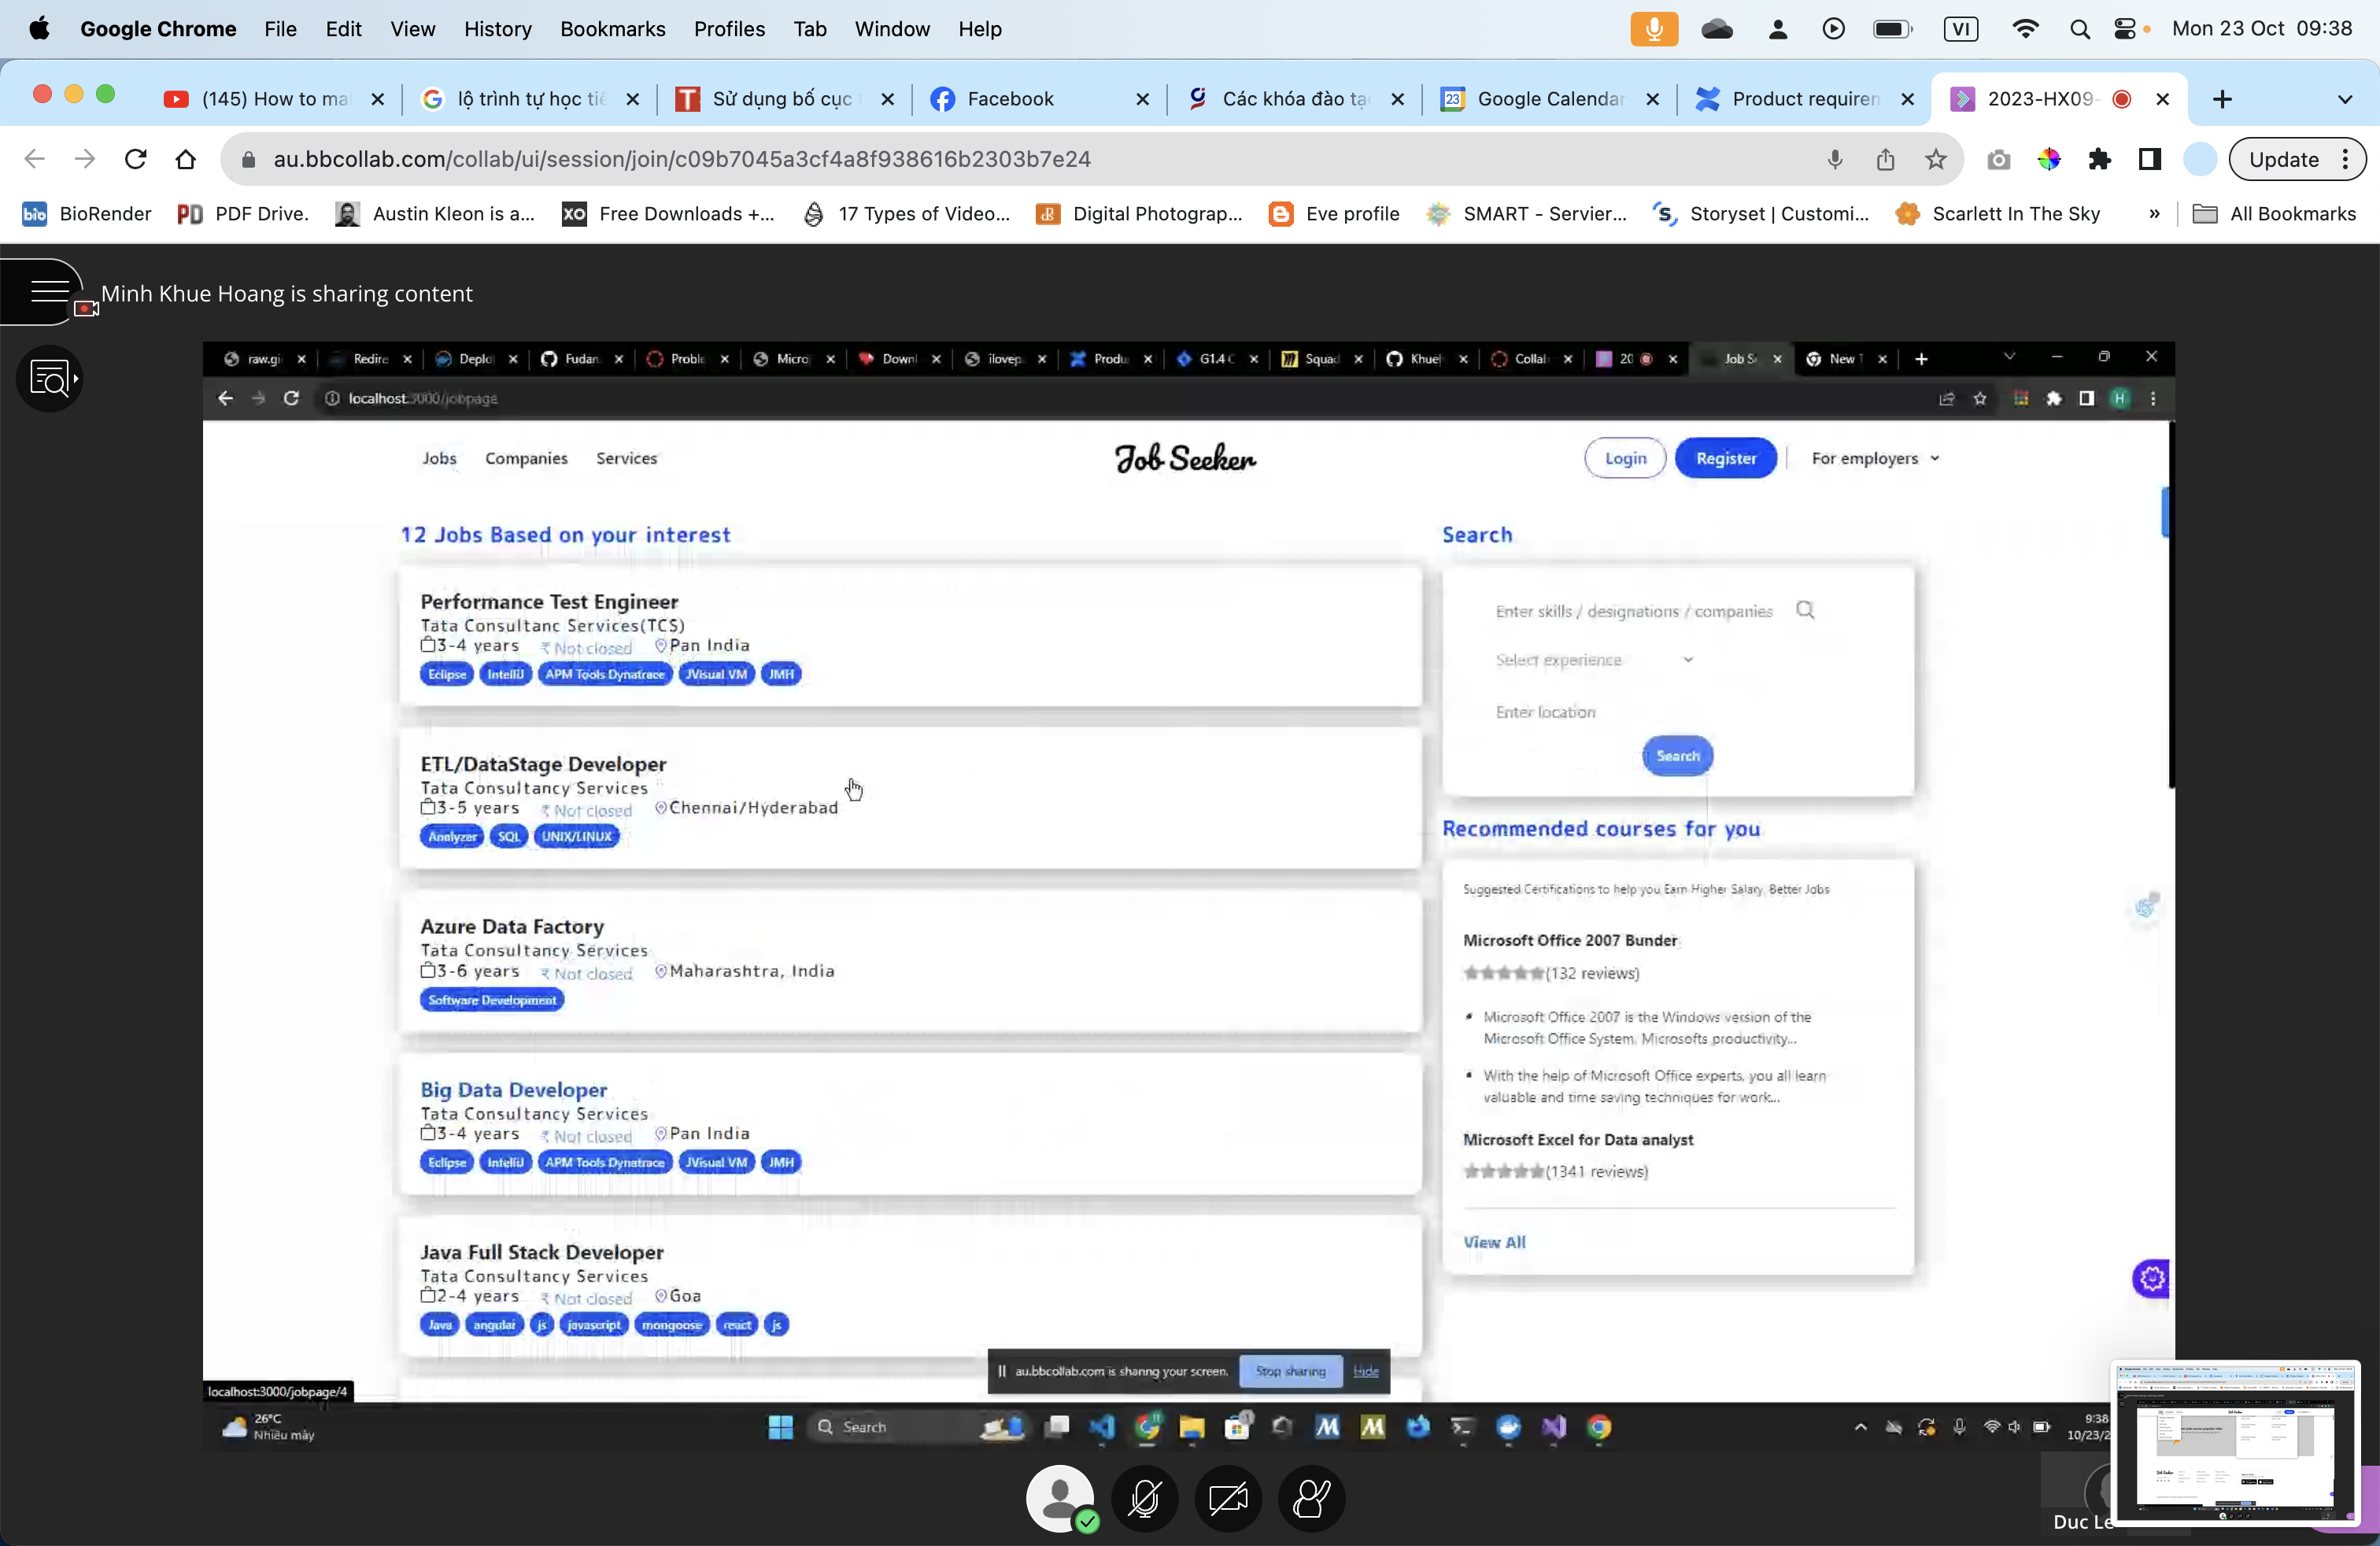 Google Chrome File Edit View History Bookmarks Profiles Tab Window Help VI Mon 23 Oct 09:38
(145) How to ma lộ trình tự học tiế Sử dụng bố cục Facebook Các khóa đào tạo 23 Google Calendar Product requirem 2023-HX09-
au.bbcollab.com/collab/ui/session/join/c09b7045a3cf4a8f938616b2303b7e24 Update
bio BioRender PD PDF Drive. Austin Kleon is a... XO Free Downloads +... 17 Types of Video... Digital Photograp... Eve profile SMART - Servier... Storyset | Customi... Scarlett In The Sky » All Bookmarks
Minh Khue Hoang is sharing content
raw.gi Redire Deplo Fudan Proble Micro Downl ilovep Produ G1.4 C Squad Khuel Collab 20 Job S New T
localhost:3000/jobpage H
Jobs Companies Services Job Seeker Login Register For employers
12 Jobs Based on your interest
Performance Test Engineer
Tata Consultanc Services(TCS)
3-4 years ₹ Not closed Pan India
Eclipse IntelliJ APM Tools Dynatrace JVisual VM JMH
ETL/DataStage Developer
Tata Consultancy Services
3-5 years ₹ Not closed Chennai/Hyderabad
Analyzer SQL UNIX/LINUX
Azure Data Factory
Tata Consultancy Services
3-6 years ₹ Not closed Maharashtra, India
Software Development
Big Data Developer
Tata Consultancy Services
3-4 years ₹ Not closed Pan India
Eclipse IntelliJ APM Tools Dynatrace JVisual VM JMH
Java Full Stack Developer
Tata Consultancy Services
2-4 years ₹ Not closed Goa
Java angular js javascript mongoose react js
Search
Enter skills / designations / companies
Select experience
Enter location
Search
Recommended courses for you
Suggested Certifications to help you Earn Higher Salary, Better Jobs
Microsoft Office 2007 Bunder
(132 reviews)
Microsoft Office 2007 is the Windows version of the
Microsoft Office System, Microsofts productivity...
With the help of Microsoft Office experts, you all learn
valuable and time saving techniques for work...
Microsoft Excel for Data analyst
(1341 reviews)
View All
au.bbcollab.com is sharing your screen. Stop sharing Hide
localhost:3000/jobpage/4
26°C
Nhiều mây
Search
9:38
10/23/2
Duc Le